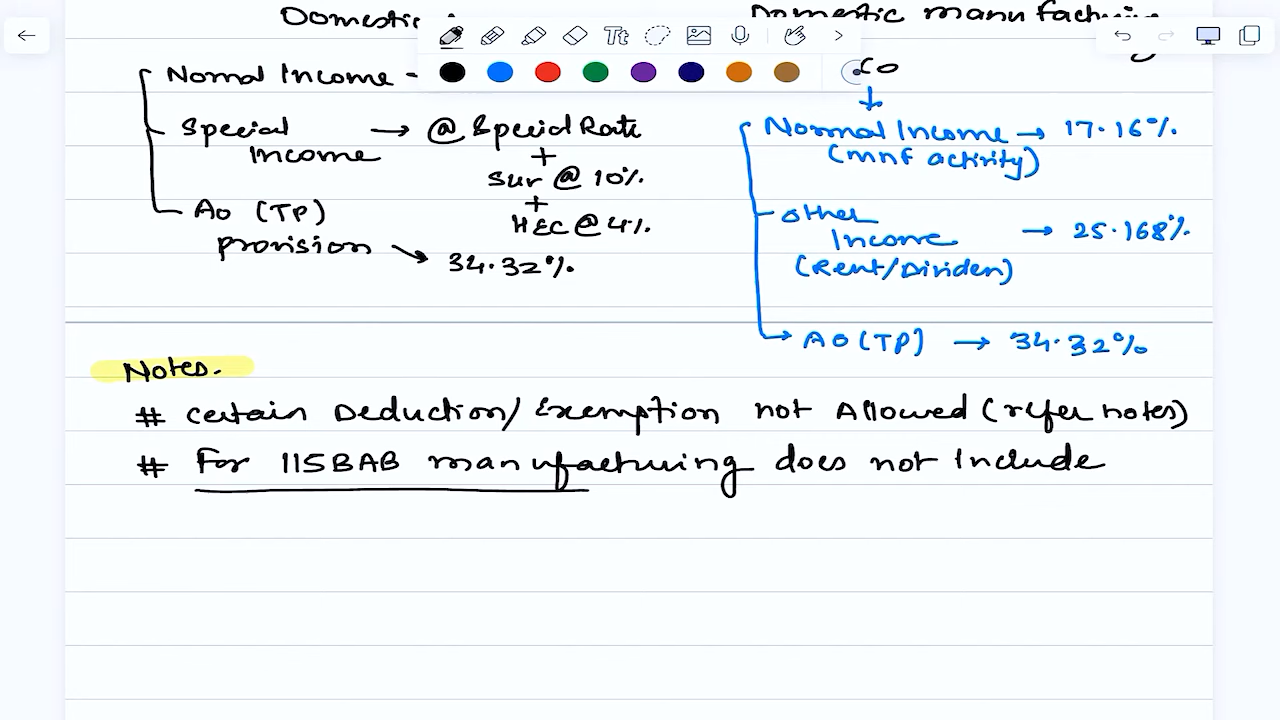 Domestic
Normal Income -
Special Income → @ Special Rate
+
Sur @ 10%
+
HEC @ 4%
AO (TP) provision → 34.32%
Domestic manufacturing
CO
↓
Normal Income → 17.16%
(mnf activity)
Other Income → 25.168%
(Rent/Dividen)
→ AO (TP) → 34.32%
Tt
Notes.
# certain Deduction/Exemption not Allowed (refer notes)
# For 115BAB manufacturing does not Include